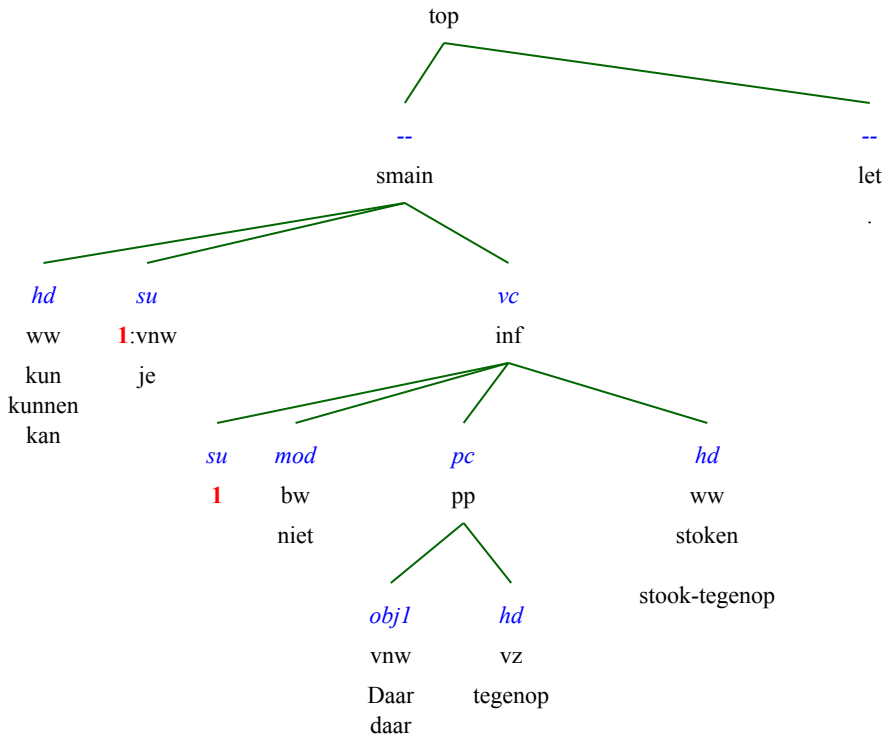 top
-- --
smain let
.
hd su vc
ww 1:vnw inf
kun je
kunnen
kan
su mod pc hd
1 bw pp ww
niet stoken
stook-tegenop
obj1 hd
vnw vz
Daar tegenop
daar